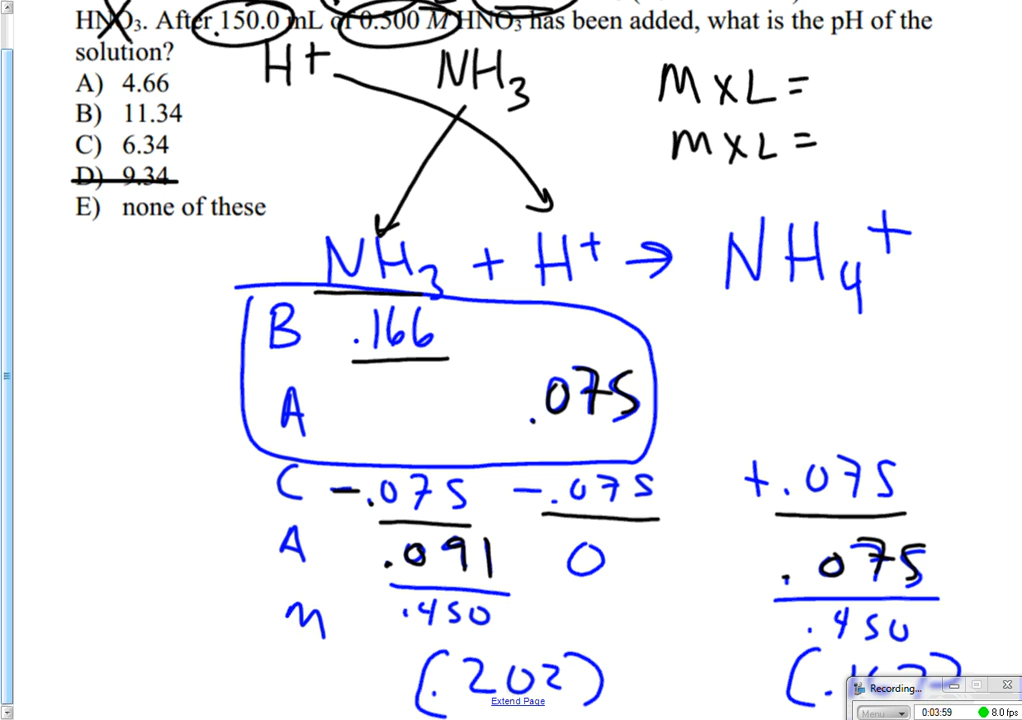 HNO3. After 150.0 mL of 0.500 M HNO3 has been added, what is the pH of the
solution?
A) 4.66
B) 11.34
C) 6.34
D) 9.34
E) none of these
H+ NH3
M x L =
M x L =
NH3 + H+ → NH4+
B .166
A .075
C -.075 -.075 +.075
A .091 0 .075
M .450 .450
(.202)
Extend Page
Recording...
Menu 0:03:59 8.0 fps